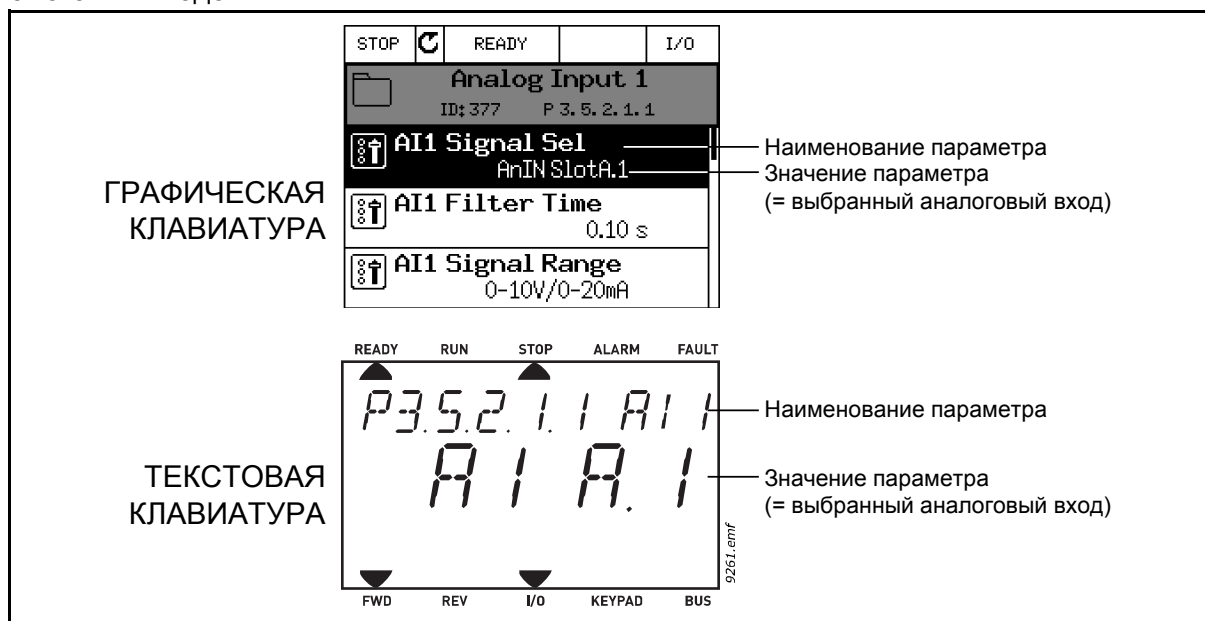 STOP READY I/O
Analog Input 1
ID:377 P3.5.2.1.1
AI1 Signal Sel
AnIN SlotA.1
AI1 Filter Time
0.10 s
AI1 Signal Range
0-10V/0-20mA
ГРАФИЧЕСКАЯ
КЛАВИАТУРА
Наименование параметра
Значение параметра
(= выбранный аналоговый вход)
READY RUN STOP ALARM FAULT
P3.5.2.1.1 AI1
AI A.1
FWD REV I/O KEYPAD BUS
ТЕКСТОВАЯ
КЛАВИАТУРА
Наименование параметра
Значение параметра
(= выбранный аналоговый вход)
9261.emf